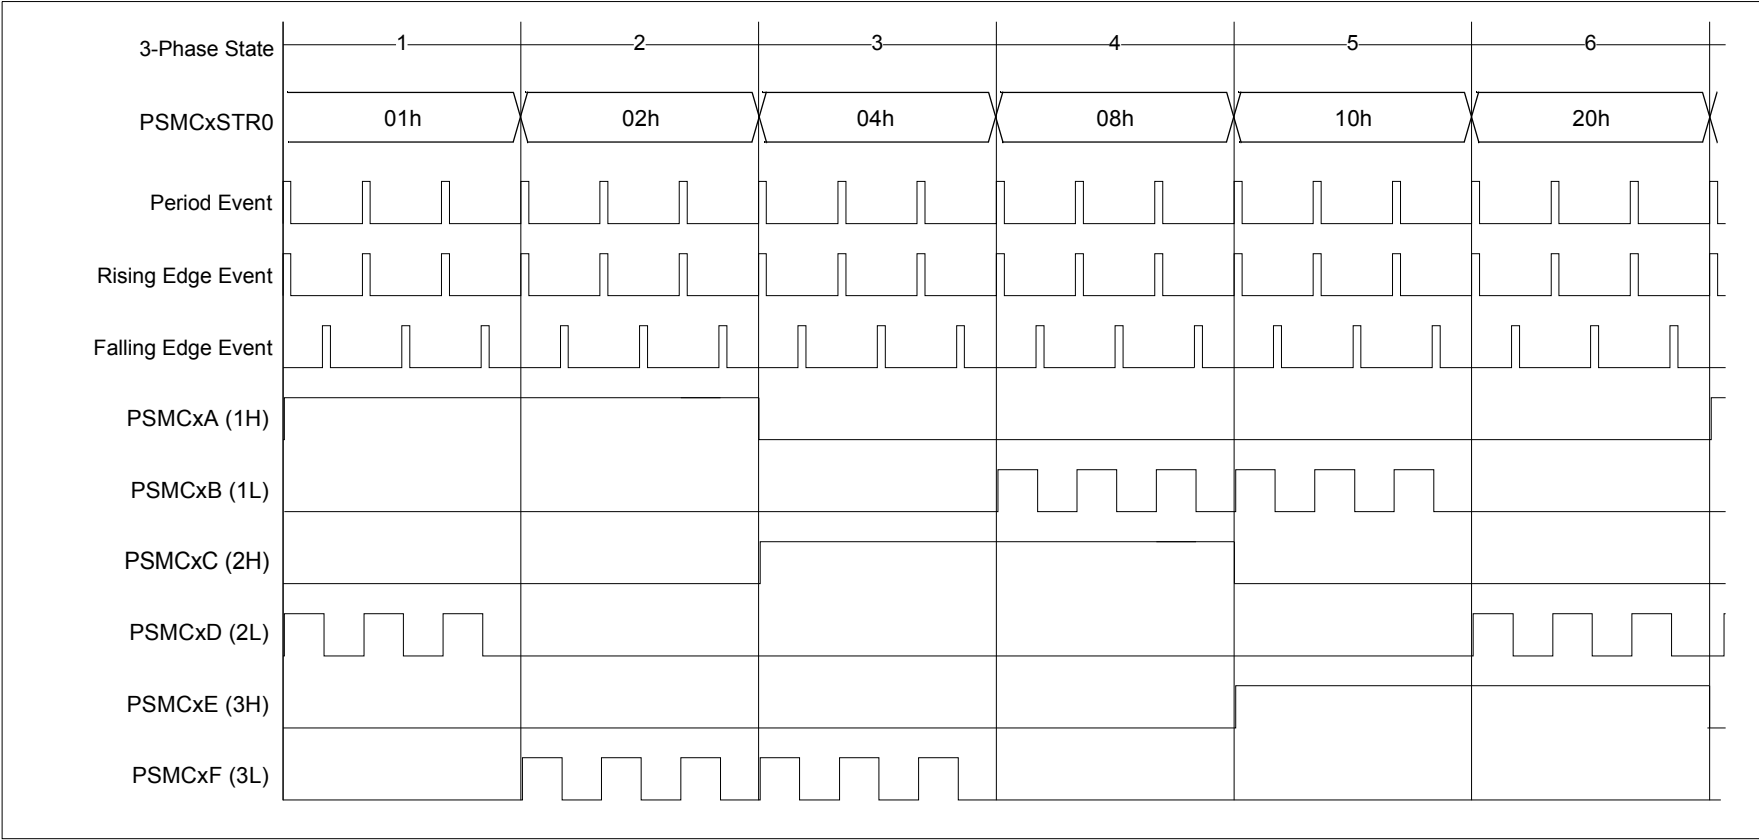 3-Phase State 1 2 3 4 5 6
PSMCxSTR0 01h 02h 04h 08h 10h 20h
Period Event
Rising Edge Event
Falling Edge Event
PSMCxA (1H)
PSMCxB (1L)
PSMCxC (2H)
PSMCxD (2L)
PSMCxE (3H)
PSMCxF (3L)